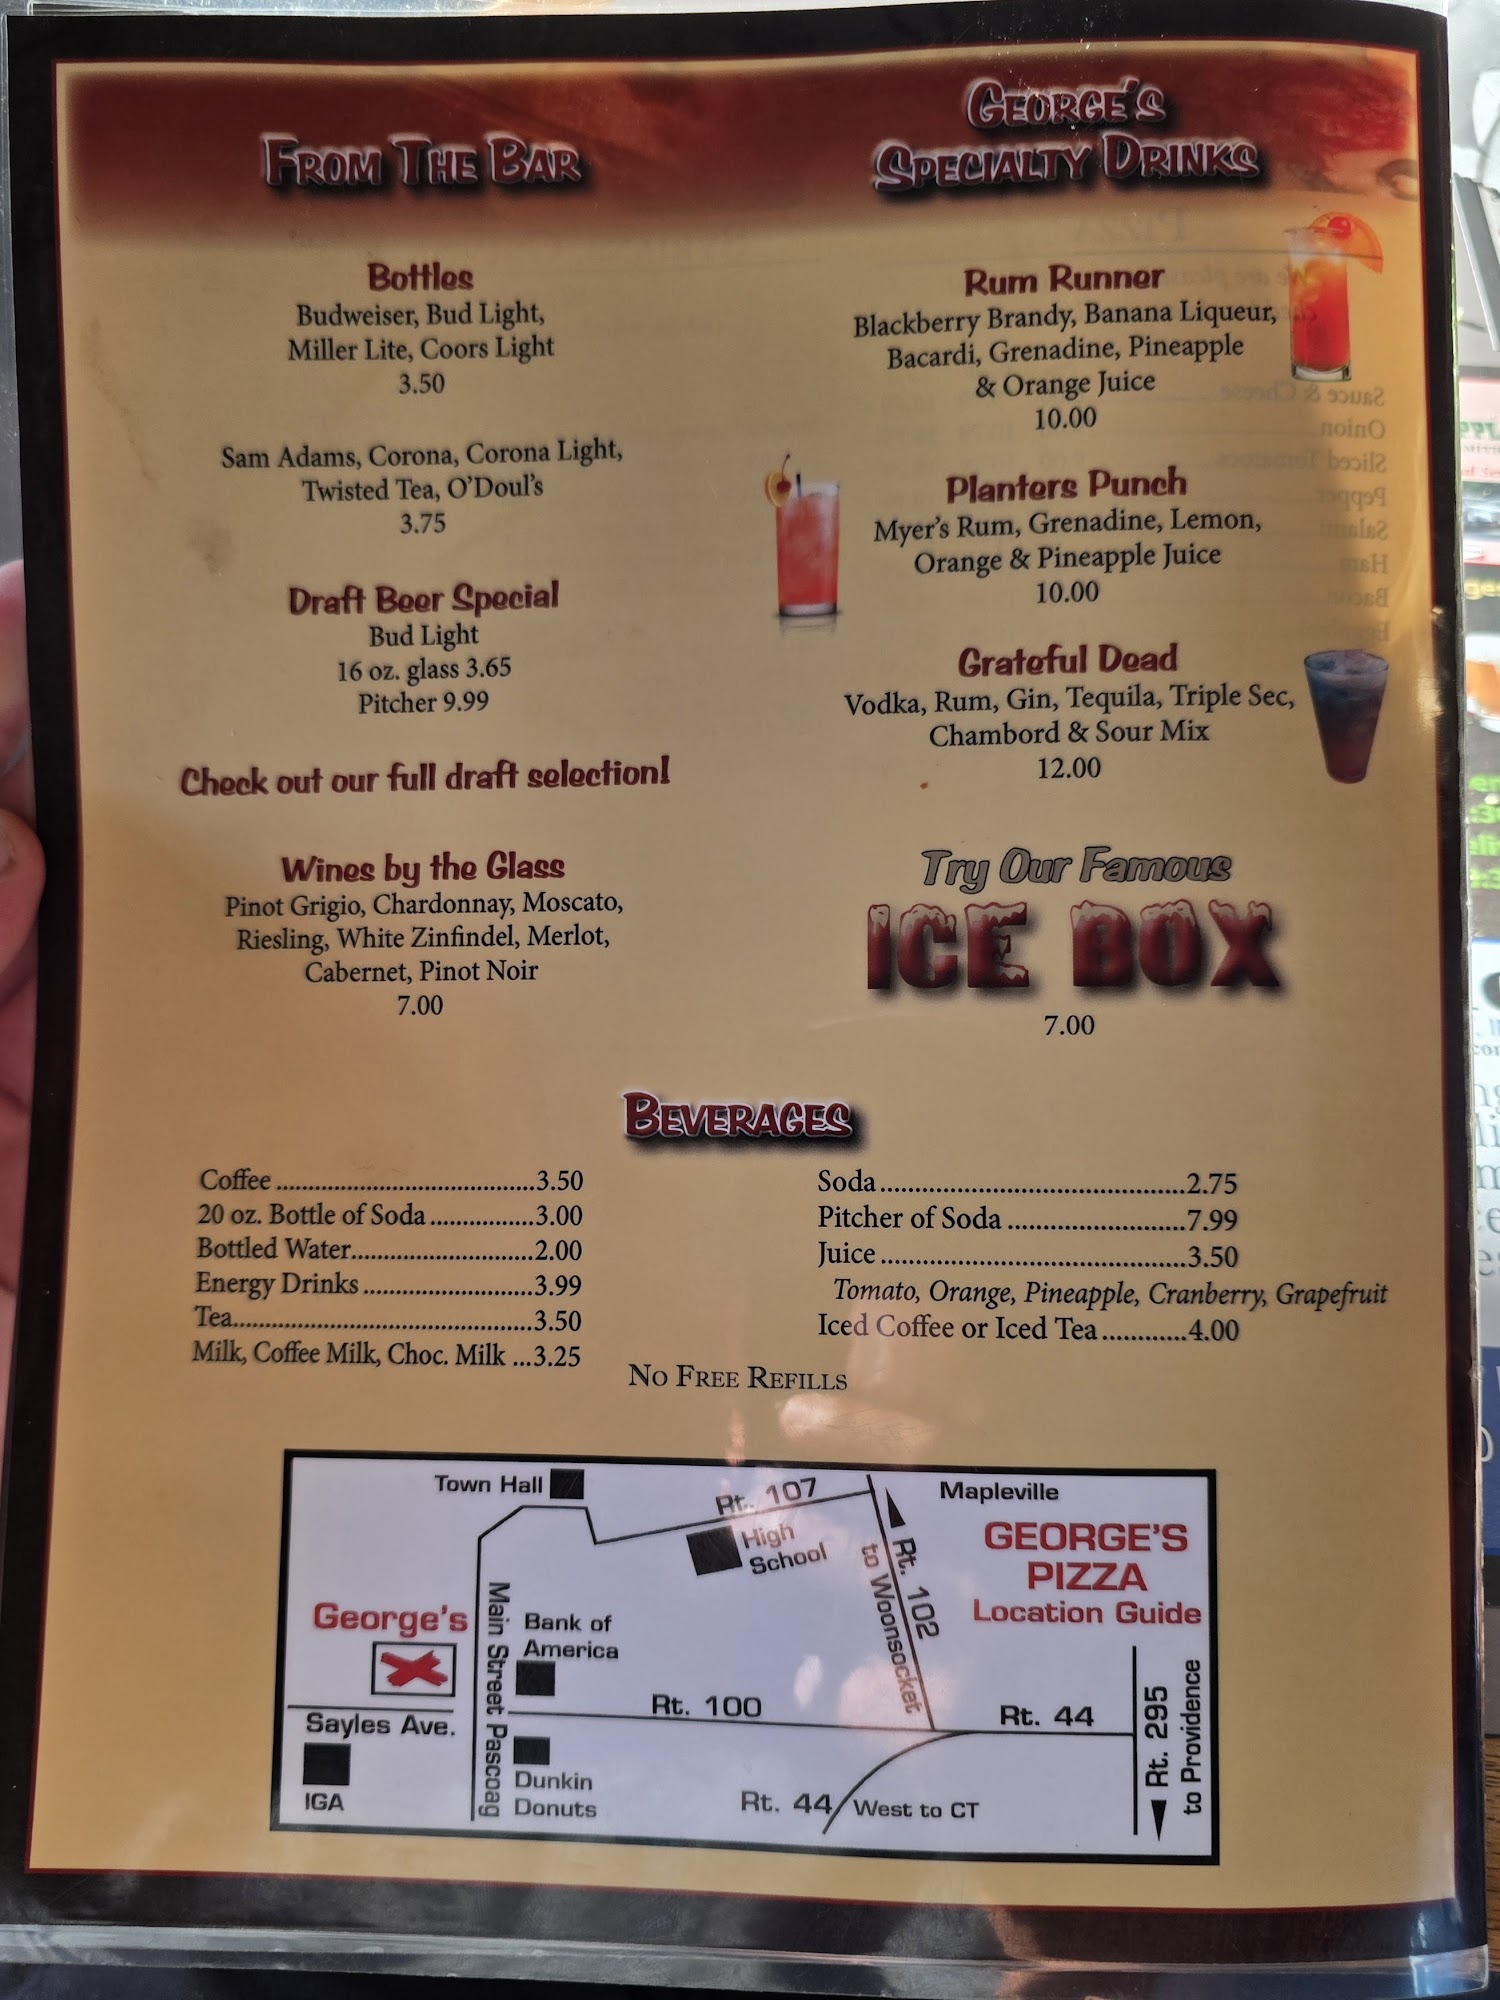 FROM THE BAR
Bottles
Budweiser, Bud Light,
Miller Lite, Coors Light
3.50
Sam Adams, Corona, Corona Light,
Twisted Tea, O'Doul's
3.75
Draft Beer Special
Bud Light
16 oz. glass 3.65
Pitcher 9.99
Check out our full draft selection!
Wines by the Glass
Pinot Grigio, Chardonnay, Moscato,
Riesling, White Zinfindel, Merlot,
Cabernet, Pinot Noir
7.00
GEORGE'S
SPECIALTY DRINKS
Rum Runner
Blackberry Brandy, Banana Liqueur,
Bacardi, Grenadine, Pineapple
& Orange Juice
10.00
Planters Punch
Myer's Rum, Grenadine, Lemon,
Orange & Pineapple Juice
10.00
Grateful Dead
Vodka, Rum, Gin, Tequila, Triple Sec,
Chambord & Sour Mix
12.00
Try Our Famous
ICE BOX
7.00
BEVERAGES
Coffee.......................................3.50
20 oz. Bottle of Soda................3.00
Bottled Water............................2.00
Energy Drinks..........................3.99
Tea..............................................3.50
Milk, Coffee Milk, Choc. Milk ...3.25
Soda............................................2.75
Pitcher of Soda..........................7.99
Juice............................................3.50
Tomato, Orange, Pineapple, Cranberry, Grapefruit
Iced Coffee or Iced Tea............4.00
NO FREE REFILLS
Town Hall
Rt. 107
High
School
Mapleville
GEORGE'S
PIZZA
Location Guide
Rt. 102
to Woonsocket
George's
Main Street Pascoag
Bank of
America
Sayles Ave.
IGA
Rt. 100
Dunkin
Donuts
Rt. 44
West to CT
Rt. 44
Rt. 295
to Providence